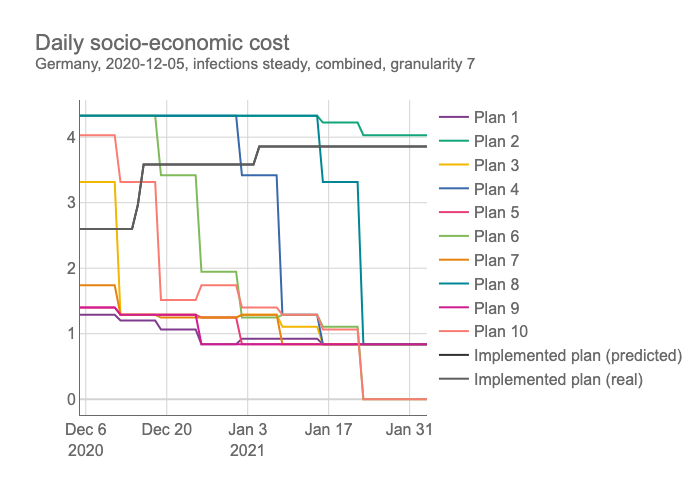 Daily socio-economic cost
Germany, 2020-12-05, infections steady, combined, granularity 7
4
3
2
1
0
Dec 6
2020
Dec 20
Jan 3
2021
Jan 17
Jan 31
Plan 1
Plan 2
Plan 3
Plan 4
Plan 5
Plan 6
Plan 7
Plan 8
Plan 9
Plan 10
Implemented plan (predicted)
Implemented plan (real)